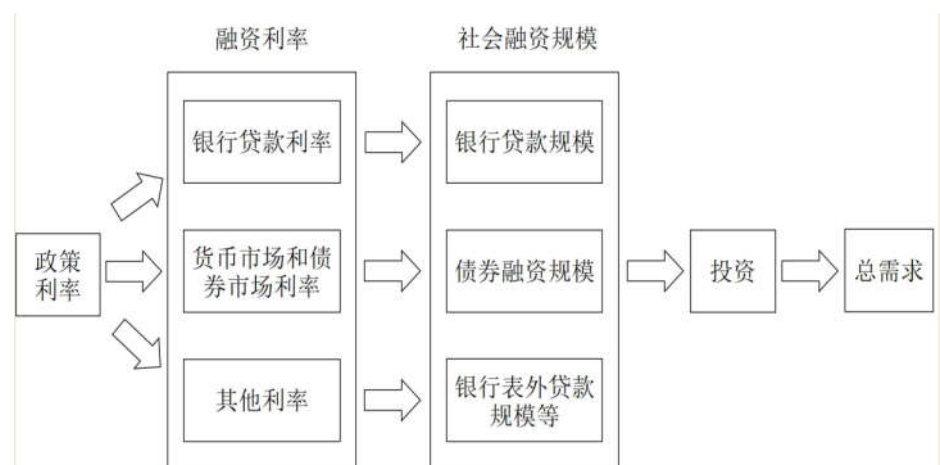 融资利率
社会融资规模
银行贷款利率
银行贷款规模
政策
利率
货币市场和债
券市场利率
债券融资规模
投资
总需求
其他利率
银行表外贷款
规模等